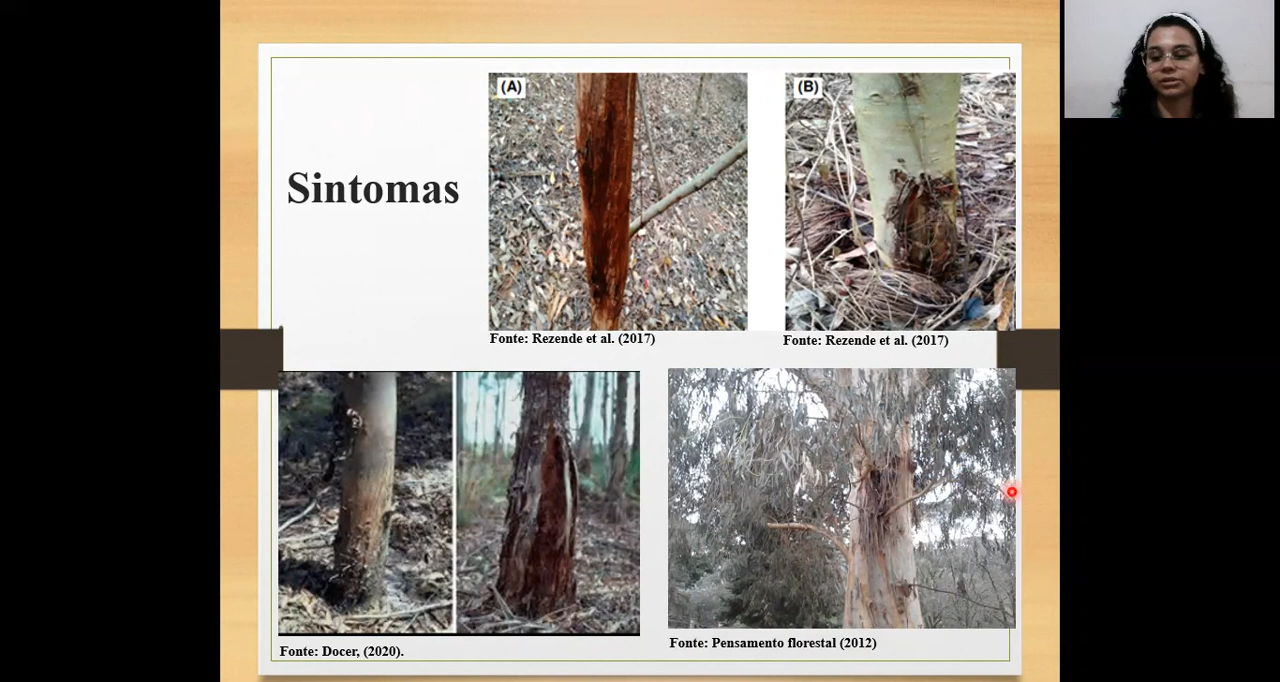 Sintomas
(A)
(B)
Fonte: Rezende et al. (2017)
Fonte: Rezende et al. (2017)
Fonte: Docer, (2020).
Fonte: Pensamento florestal (2012)